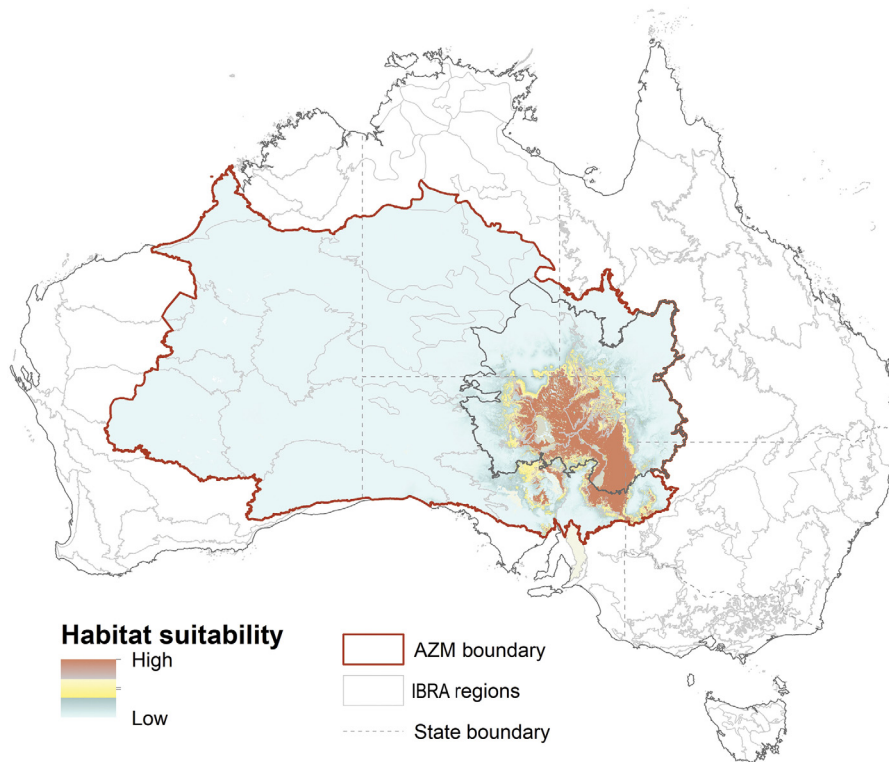 Habitat suitability
High
Low
AZM boundary
IBRA regions
State boundary